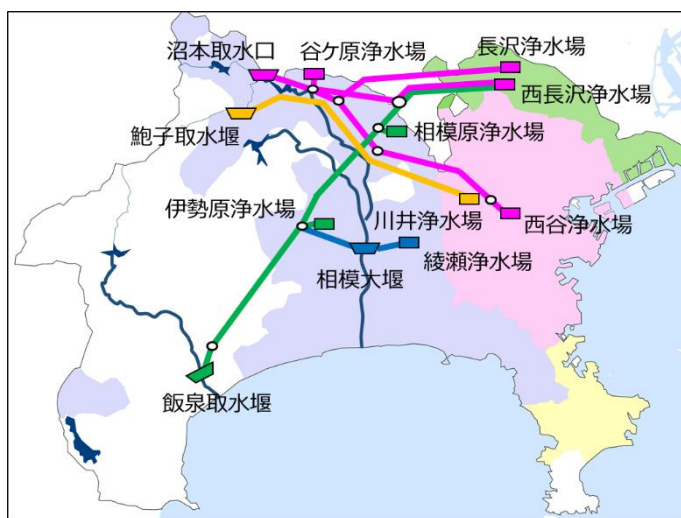 沼本取水口
谷ケ原浄水場
長沢浄水場
西長沢浄水場
鮑子取水堰
相模原浄水場
伊勢原浄水場
川井浄水場
西谷浄水場
綾瀬浄水場
相模大堰
飯泉取水堰